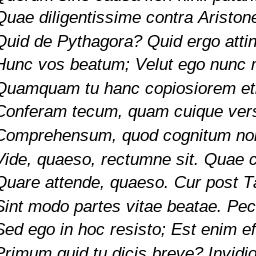 Quae diligentissime contra Aristone
Quid de Pythagora? Quid ergo attin
Hunc vos beatum; Velut ego nunc
Quamquam tu hanc copiosiorem et
Conferam tecum, quam cuique vers
Comprehensum, quod cognitum non
Vide, quaeso, rectumne sit. Quae c
Quare attende, quaeso. Cur post Ta
Sint modo partes vitae beatae. Pec
Sed ego in hoc resisto; Est enim ef
Primum quid tu dicis breve? Invidio